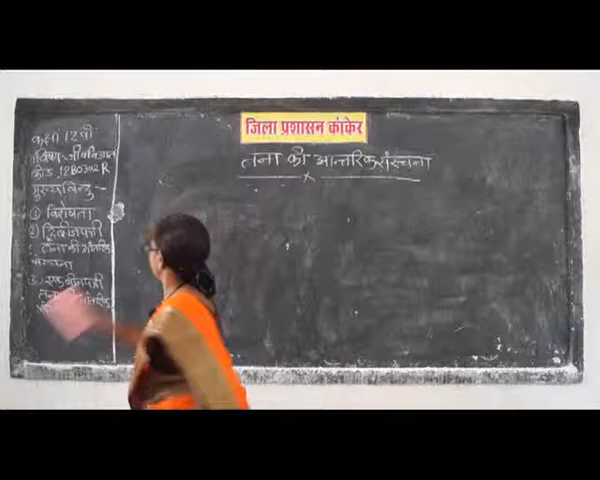 जिला प्रशासन कांकेर
तना की आन्तरिक संरचना
कक्षा 12वी
विषय - जीवविज्ञान
कोड 12B0302R
मुख्य बिन्दु -
① विशेषता
② द्विबीजपत्री
तना की आंतरिक
संरचना
③ एकबीजपत्री